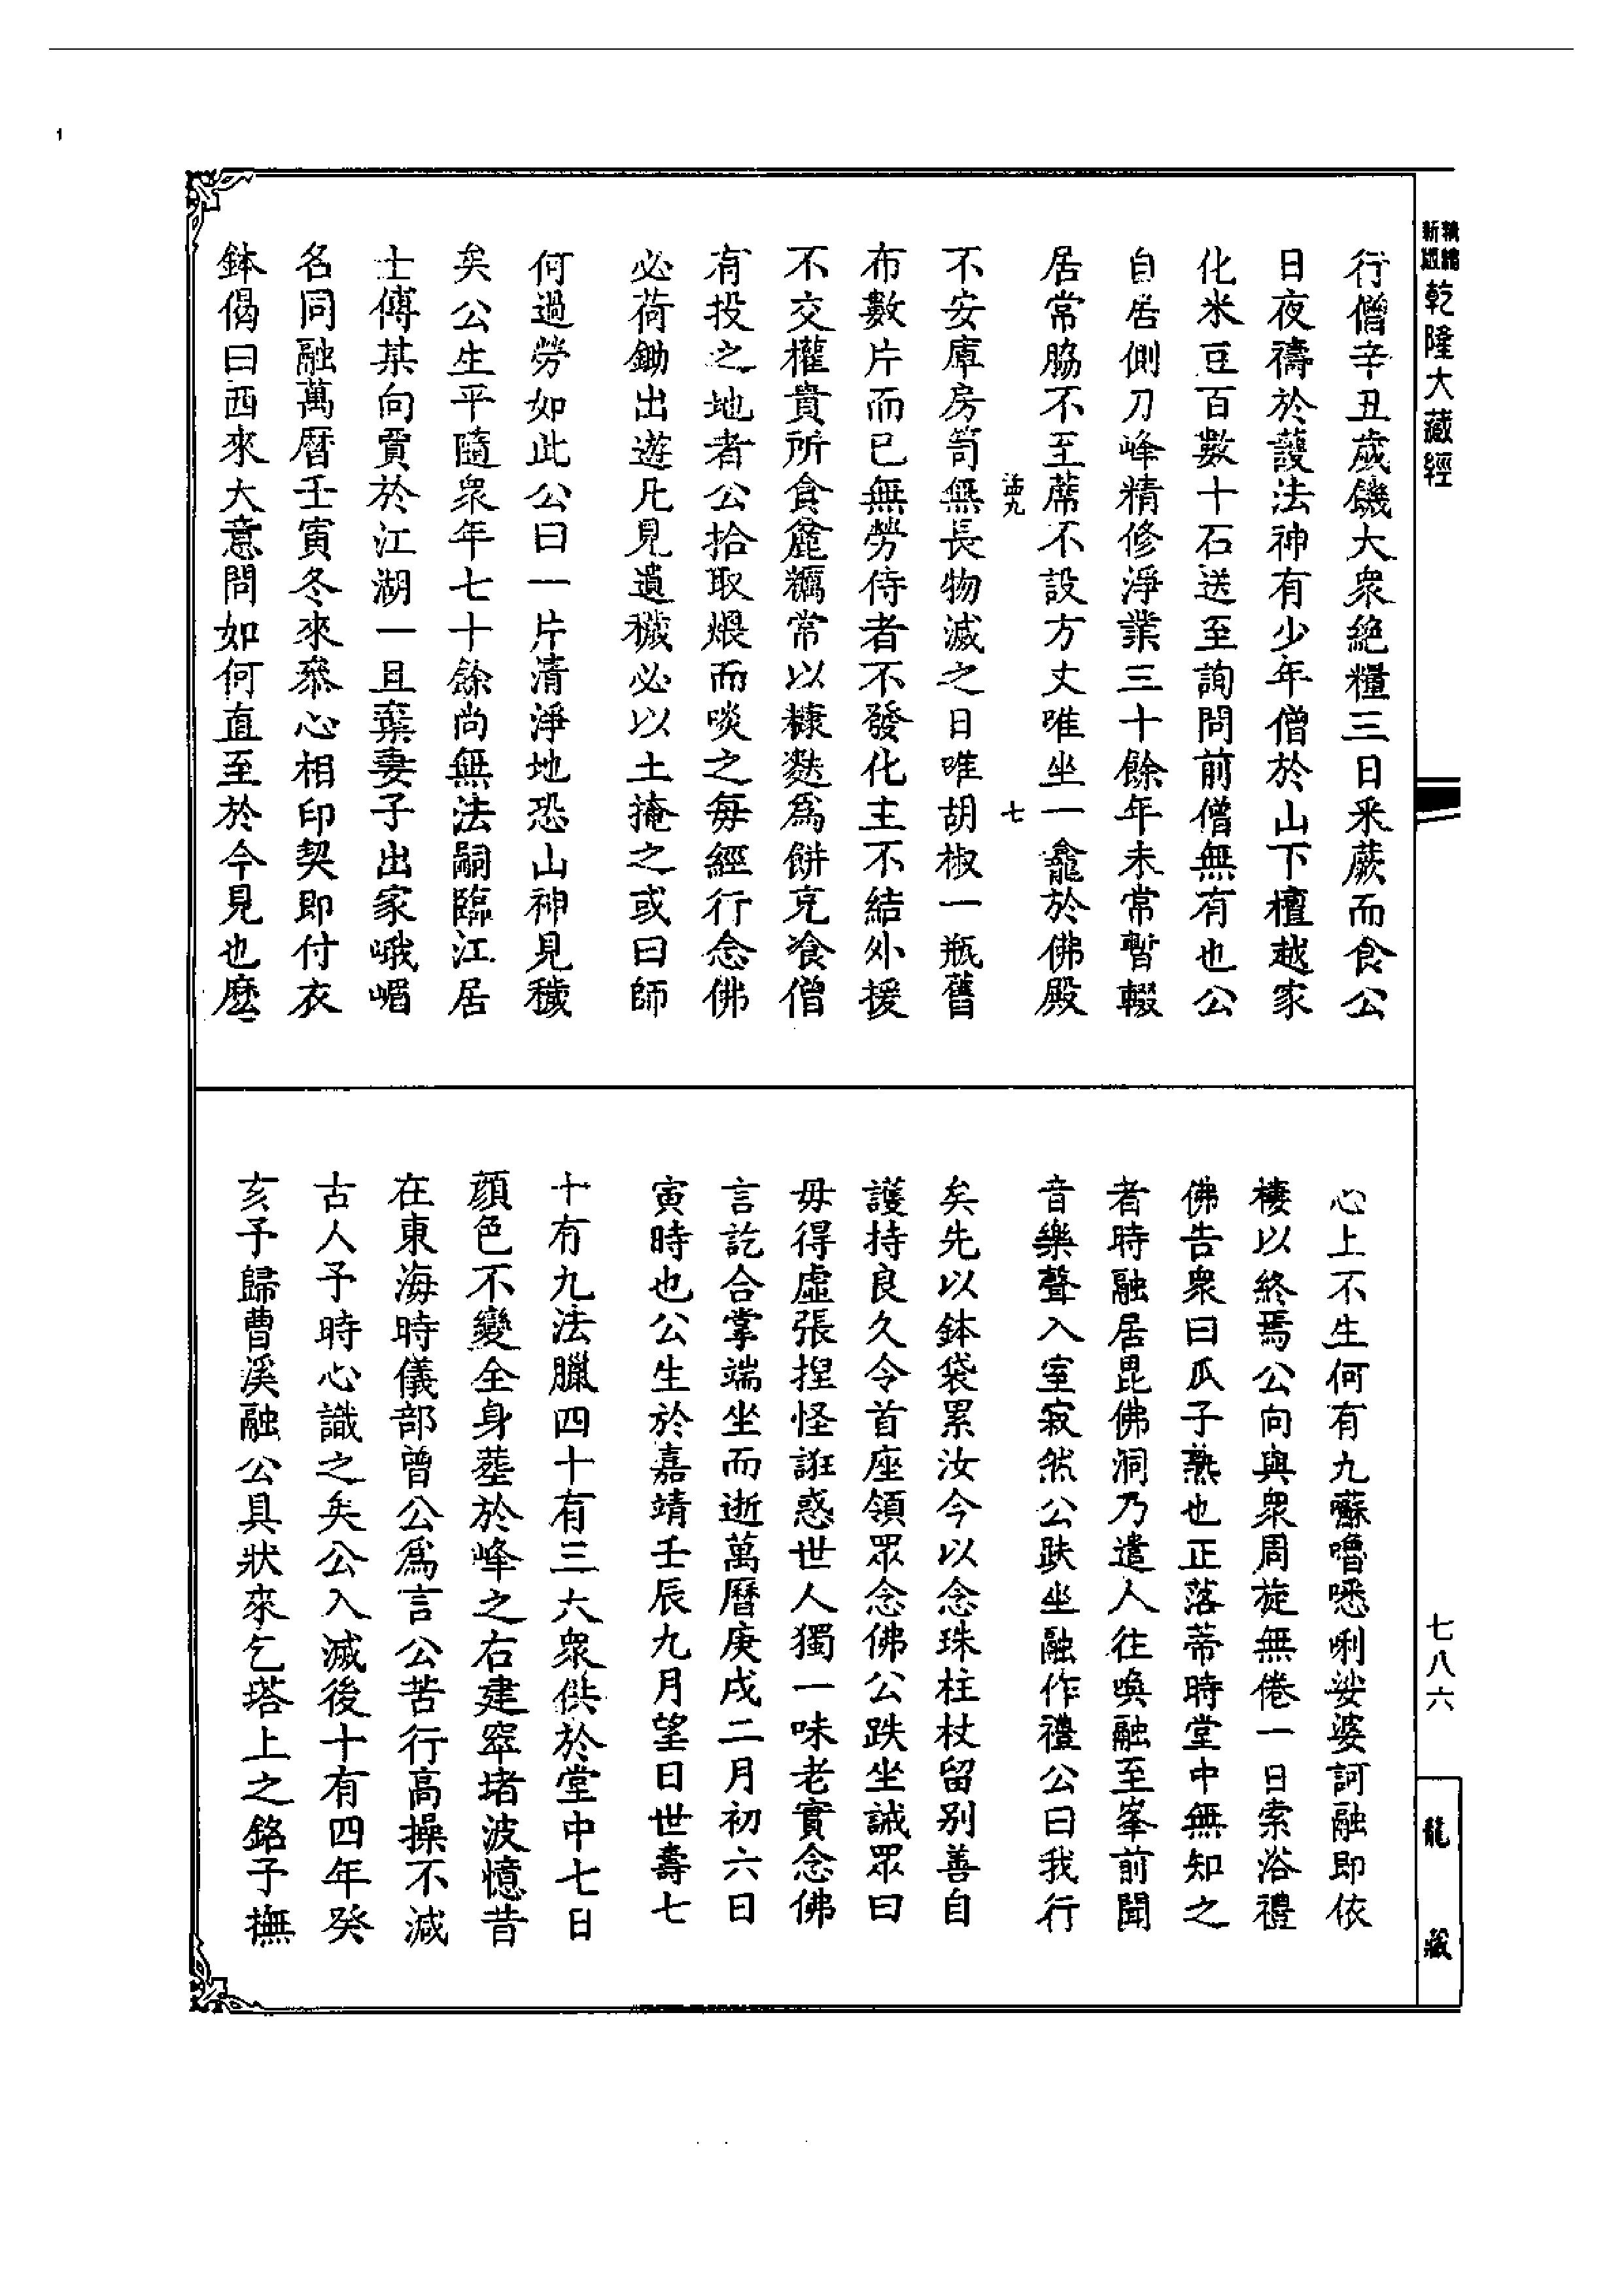 新編縮版乾隆大藏經
行僧辛丑歲饑大衆絶糧三日采蕨而食公
日夜禱於護法神有少年僧於山下檀越家
化米豆百數十石送至詢問前僧無有也公
自居側刀峰精修淨業三十餘年未常暫輟
居常脇不至蓆不設方丈唯坐一龕於佛殿
七
不安庫房笥無長物滅之日唯胡椒一瓶舊
布數片而已無勞侍者不發化主不結外援
不交權貴所食麄糲常以棣麩爲餅充飡僧
有投之地者公拾取煨而啖之每經行念佛
必荷鋤出遊凡見遺穢必以土掩之或曰師
何過勞如此公曰一片清淨地恐山神見穢
矣公生平隨衆年七十餘尚無法嗣臨江居
士傅某向賈於江湖一旦棄妻子出家峨嵋
名同融萬曆壬寅冬來叅心相印契即付衣
鉢偈曰西來大意問如何直至於今見也麽
心上不生何有九囌嚕悉唎娑婆訶融即依
棲以終焉公向與衆周旋無倦一日索浴禮
佛告衆曰瓜子熟也正落蒂時堂中無知之
者時融居毘佛洞乃遣人往喚融至峯前聞
音樂聲入室寂然公趺坐融作禮公曰我行
矣先以鉢袋累汝今以念珠柱杖留别善自
護持良久令首座領眾念佛公趺坐誡眾曰
毋得虛張揑怪誑惑世人獨一味老實念佛
言訖合掌端坐而逝萬曆庚戌二月初六日
寅時也公生於嘉靖壬辰九月望日世壽七
十有九法臘四十有三六衆供於堂中七日
顔色不變全身塟於峰之右建窣堵波憶昔
在東海時儀部曾公爲言公苦行高操不減
古人予時心識之矣公入滅後十有四年癸
亥予歸曹溪融公具狀來乞塔上之銘予撫
七八六
龍藏